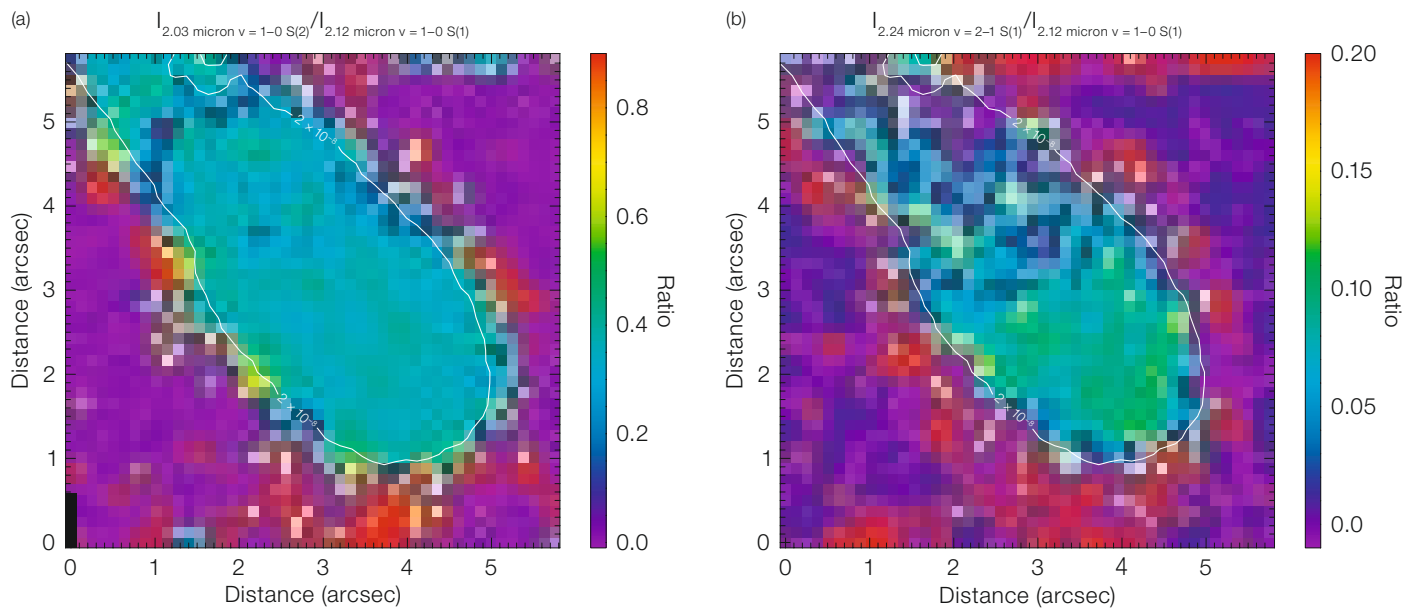 (a)
I2.03 micron v = 1–0 S(2)/I2.12 micron v = 1–0 S(1)
Distance (arcsec)
5
4
3
2
1
0
2 × 10⁻⁸
2 × 10⁻⁸
0 1 2 3 4 5
Distance (arcsec)
0.8
0.6
0.4
0.2
0.0
Ratio
(b)
I2.24 micron v = 2–1 S(1)/I2.12 micron v = 1–0 S(1)
Distance (arcsec)
5
4
3
2
1
0
2 × 10⁻⁸
2 × 10⁻⁸
0 1 2 3 4 5
Distance (arcsec)
0.20
0.15
0.10
0.05
0.0
Ratio